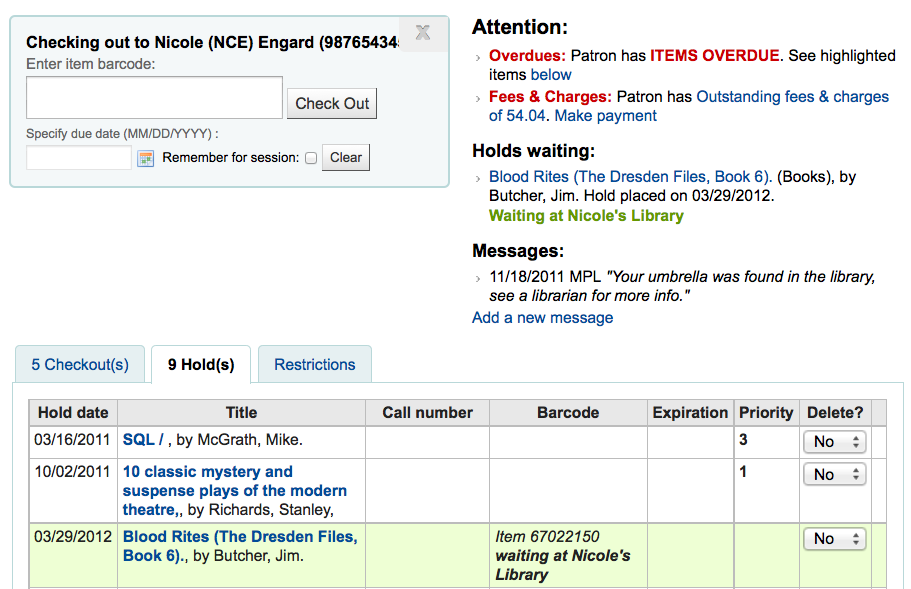 Checking out to Nicole (NCE) Engard (987654345
X
Enter item barcode:
Check Out
Specify due date (MM/DD/YYYY) :
Remember for session:
Clear
Attention:
Overdues: Patron has ITEMS OVERDUE. See highlighted
items below
Fees & Charges: Patron has Outstanding fees & charges
of 54.04. Make payment
Holds waiting:
Blood Rites (The Dresden Files, Book 6). (Books), by
Butcher, Jim. Hold placed on 03/29/2012.
Waiting at Nicole's Library
Messages:
11/18/2011 MPL "Your umbrella was found in the library,
see a librarian for more info."
Add a new message
5 Checkout(s) 9 Hold(s) Restrictions
Hold date Title Call number Barcode Expiration Priority Delete?
03/16/2011 SQL / , by McGrath, Mike. 3 No
10/02/2011 10 classic mystery and 1 No
suspense plays of the modern
theatre,, by Richards, Stanley,
03/29/2012 Blood Rites (The Dresden Files, Item 67022150 No
Book 6)., by Butcher, Jim. waiting at Nicole's
Library